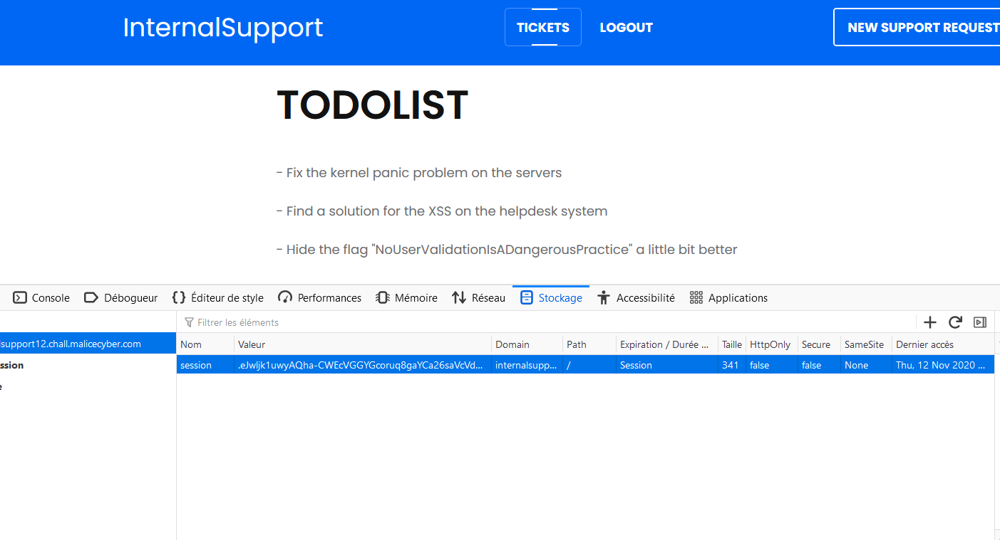 InternalSupport TICKETS LOGOUT NEW SUPPORT REQUEST
TODOLIST
- Fix the kernel panic problem on the servers
- Find a solution for the XSS on the helpdesk system
- Hide the flag "NoUserValidationIsADangerousPractice" a little bit better
Console Débogueur Éditeur de style Performances Mémoire Réseau Stockage Accessibilité Applications
Filtrer les éléments
lsupport12.chall.malicecyber.com Nom Valeur Domain Path Expiration / Durée ... Taille HttpOnly Secure SameSite Dernier accès
ssion session .eJwljk1uwyAQha-CWEcVGGYGcoruq8gaYCa26saVcVVd... internalsupp... / Session 341 false false None Thu, 12 Nov 2020 ...
e